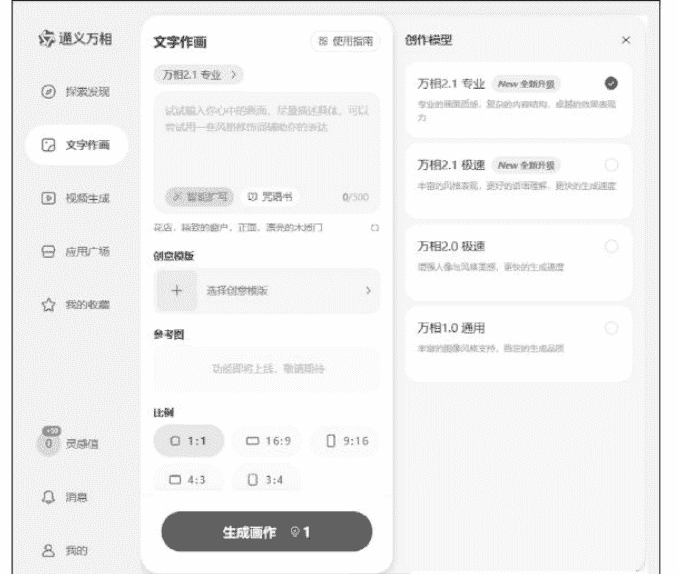 通义万相
探索发现
文字作画
视频生成
应用广场
我的收藏
+50
0 灵感值
消息
我的
文字作画
使用指南
万相2.1 专业 >
试试输入你心中的画面，尽量描述具体，可以
尝试用一些风格修饰词辅助你的表达
智能扩写
咒语书
0/500
花店，精致的窗户，正面，漂亮的木质门
创意模版
+ 选择创意模版 >
参考图
功能即将上线，敬请期待
比例
1:1
16:9
9:16
4:3
3:4
生成画作 1
创作模型
万相2.1 专业 New 全新升级
专业的画面质感，复杂的内容结构，卓越的效果表现
力
万相2.1 极速 New 全新升级
丰富的风格表现，更好的语语理解，更快的生成速度
万相2.0 极速
增强人像与风格质感，更快的生成速度
万相1.0 通用
丰富的图像风格支持，稳定的生成品质